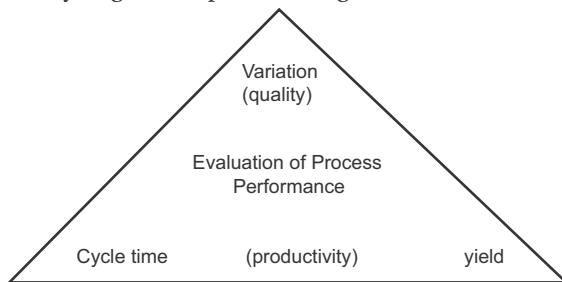 Variation
(quality)
Evaluation of Process
Performance
Cycle time (productivity) yield